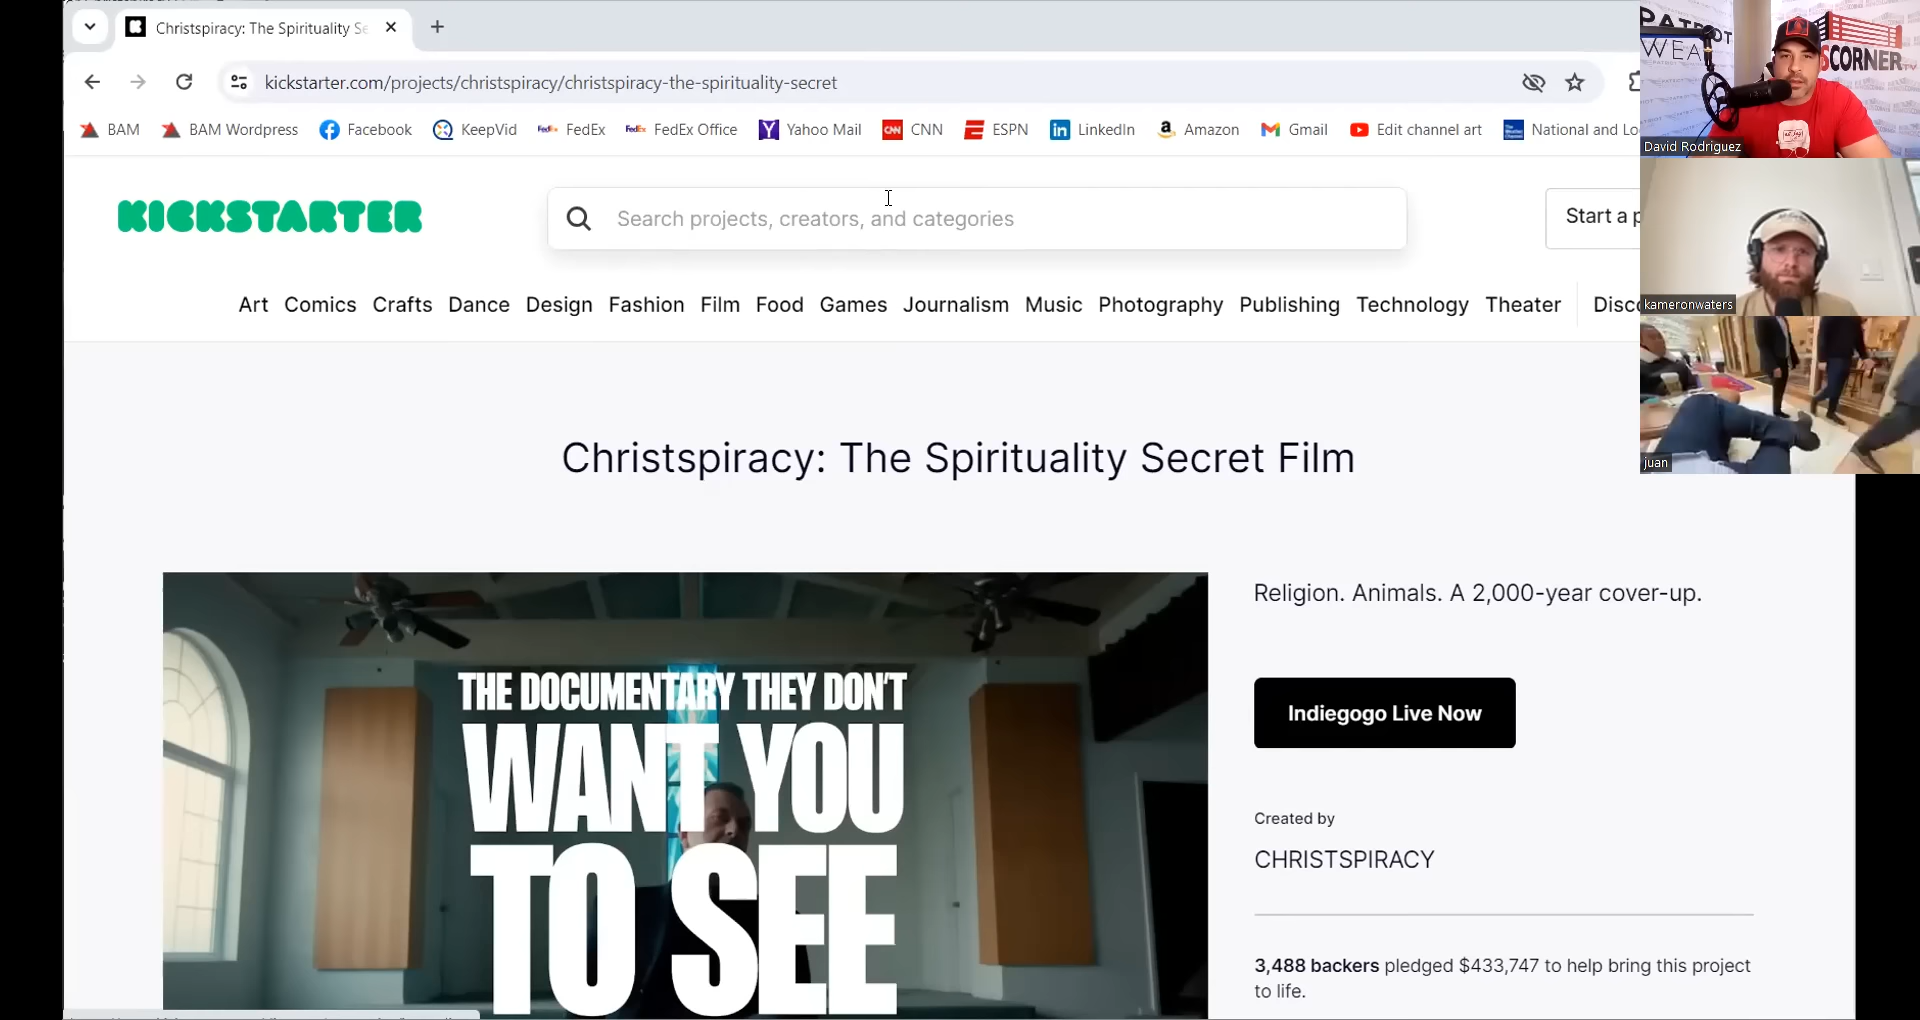 Christspiracy: The Spirituality Se
kickstarter.com/projects/christspiracy/christspiracy-the-spirituality-secret
BAM BAM Wordpress Facebook KeepVid FedEx FedEx Office Yahoo Mail CNN ESPN LinkedIn Amazon Gmail Edit channel art National and Lo
KICKSTARTER
Search projects, creators, and categories
Start a p
Art Comics Crafts Dance Design Fashion Film Food Games Journalism Music Photography Publishing Technology Theater Disc
Christspiracy: The Spirituality Secret Film
THE DOCUMENTARY THEY DON'T
WANT YOU
TO SEE
Religion. Animals. A 2,000-year cover-up.
Indiegogo Live Now
Created by
CHRISTSPIRACY
3,488 backers pledged $433,747 to help bring this project
to life.
PATRIOT
WEA
SCORNER
David Rodriguez
kameronwaters
juan